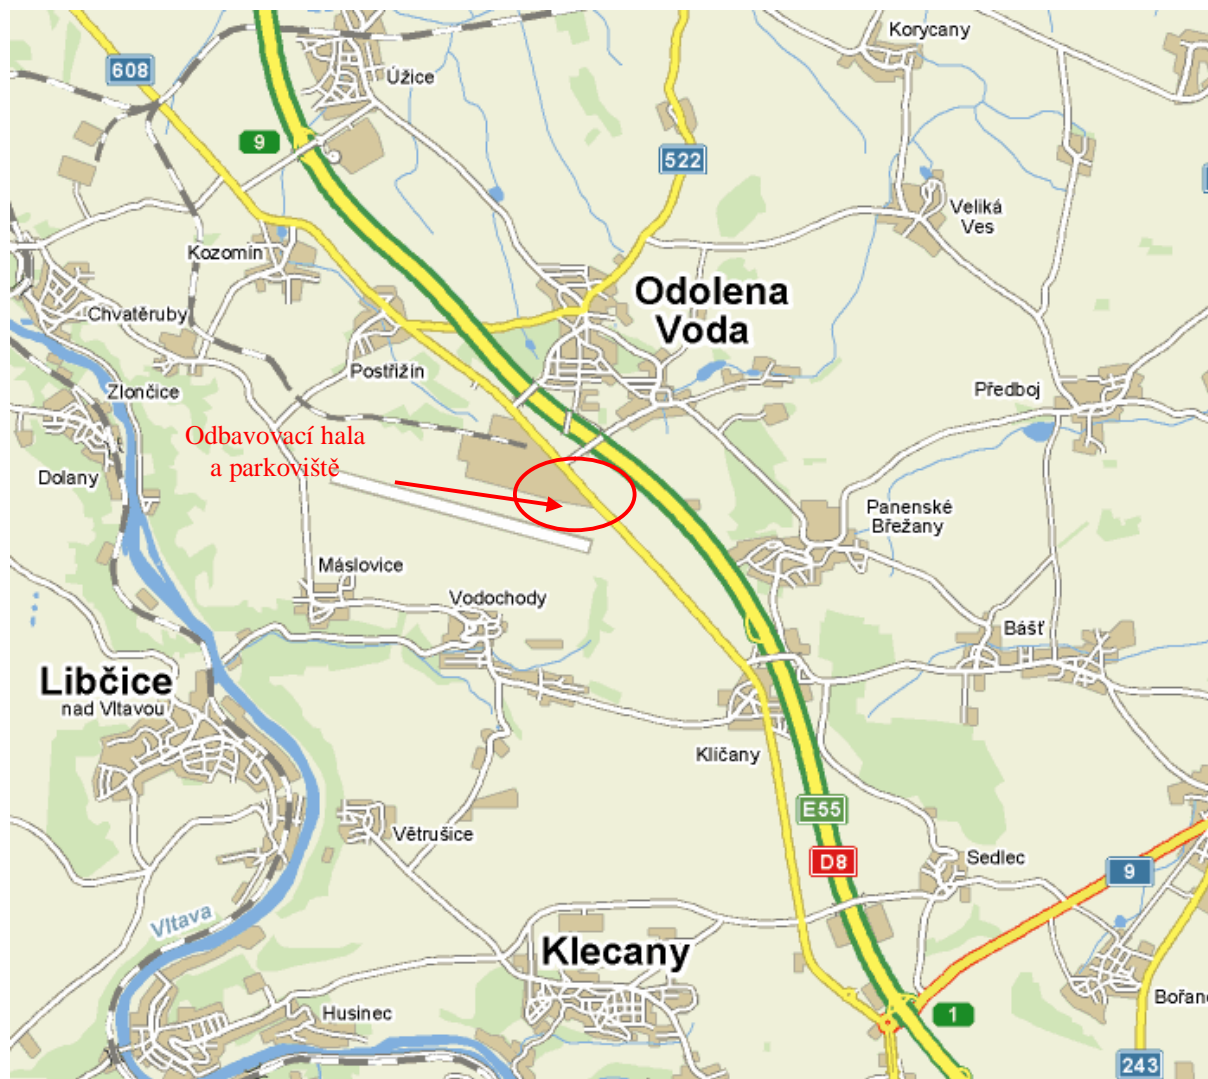 Korycany
608
Úžice
9
522
Veliká
Ves
Kozomín
Odolena
Voda
Chvatěruby
Postřižín
Zlončice
Předboj
Odbavovací hala
a parkoviště
Dolany
Panenské
Břežany
Máslovice
Vodochody
Bášť
Libčice
nad Vltavou
Klíčany
E55
Větrušice
D8
Sedlec
9
Vltava
Klecany
Husinec
1
Bořan
243